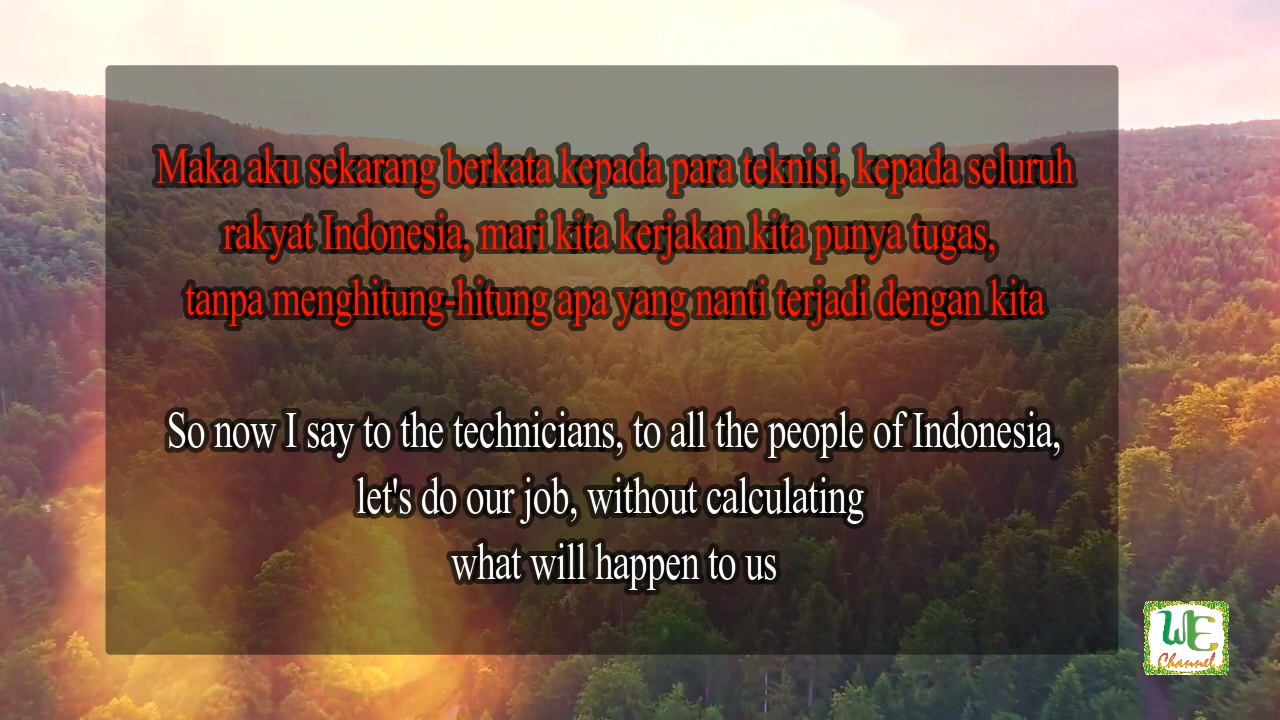 Maka aku sekarang berkata kepada para teknisi, kepada seluruh
rakyat Indonesia, mari kita kerjakan kita punya tugas,
tanpa menghitung-hitung apa yang nanti terjadi dengan kita
So now I say to the technicians, to all the people of Indonesia,
let's do our job, without calculating
what will happen to us
WE
Channel